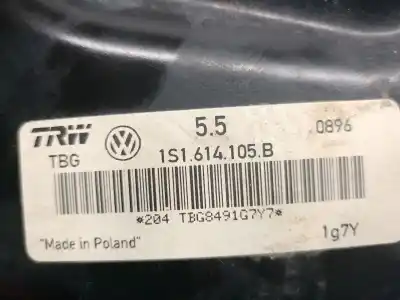 TRW
TBG
5.5
.0896
1S1.614.105.B
*204 TBG8491G7Y7*
"Made in Poland"
1g7Y